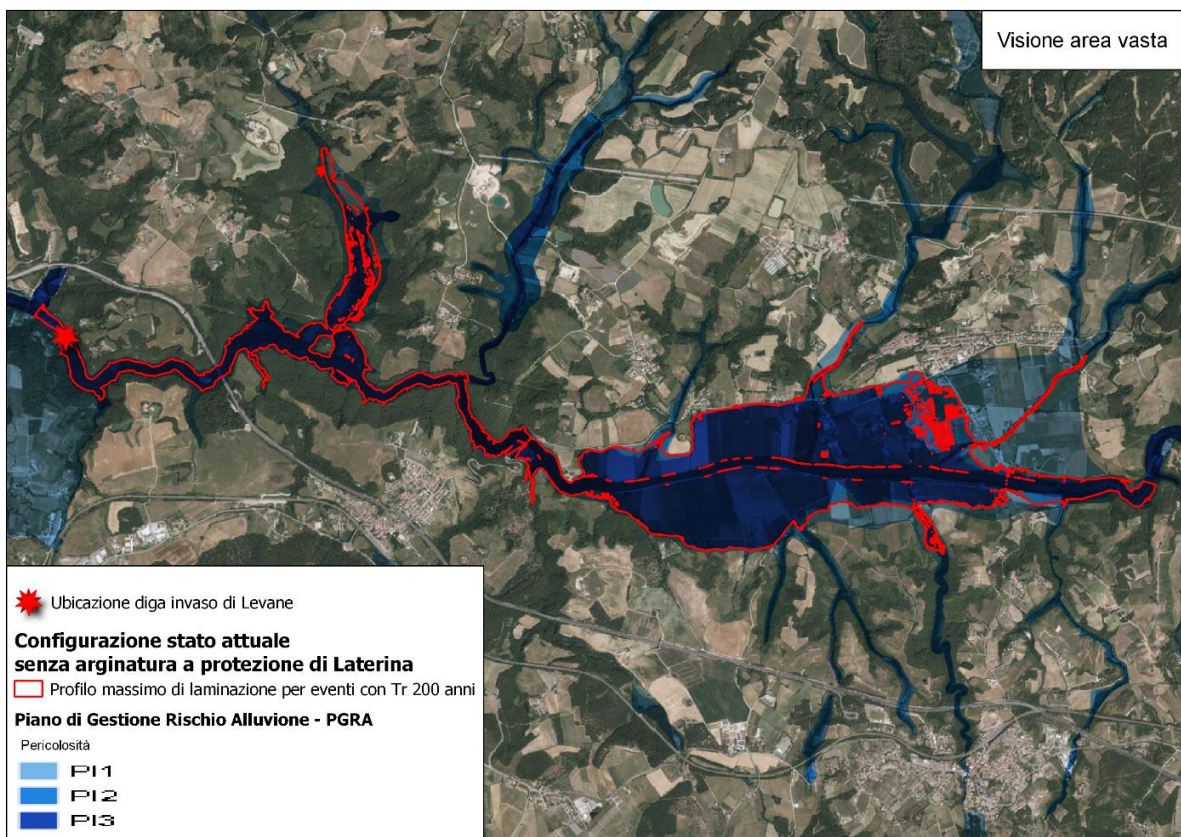 Visione area vasta
Ubicazione diga invaso di Levane
Configurazione stato attuale
senza arginatura a protezione di Laterina
Profilo massimo di laminazione per eventi con Tr 200 anni
Piano di Gestione Rischio Alluvione - PGRA
Pericolosità
PI1
PI2
PI3